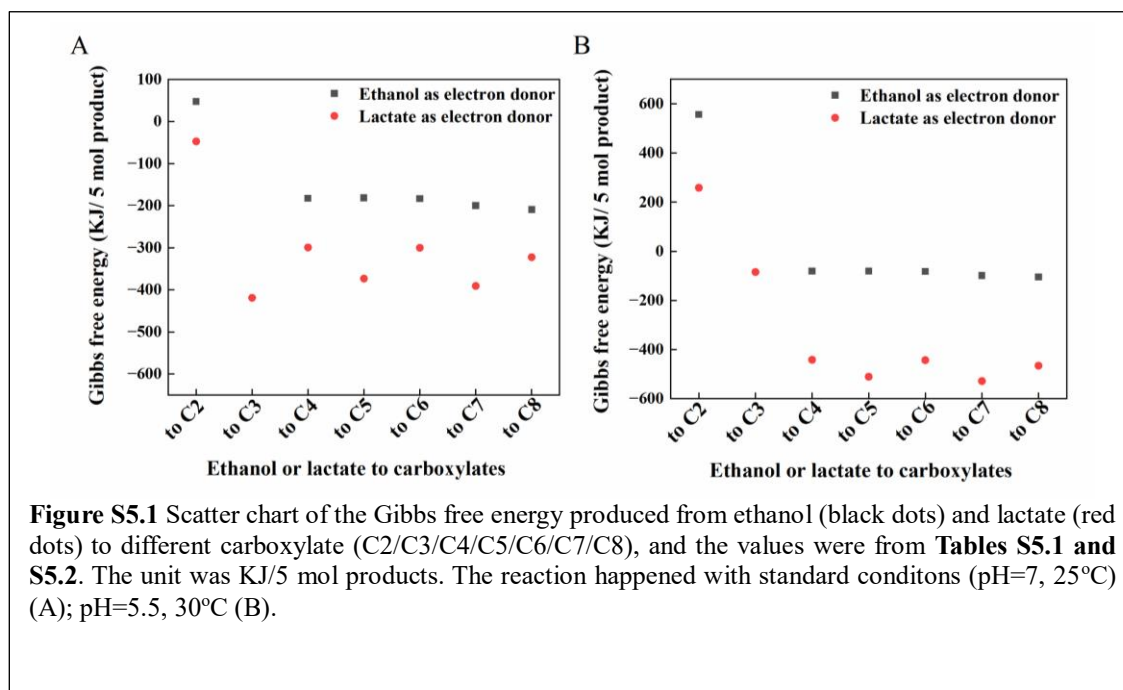 A
B
Gibbs free energy (KJ/ 5 mol product)
100
0
−100
−200
−300
−400
−500
−600
Ethanol as electron donor
Lactate as electron donor
to C2
to C3
to C4
to C5
to C6
to C7
to C8
Ethanol or lactate to carboxylates
Gibbs free energy (KJ/ 5 mol product)
600
400
200
0
−200
−400
−600
Ethanol as electron donor
Lactate as electron donor
to C2
to C3
to C4
to C5
to C6
to C7
to C8
Ethanol or lactate to carboxylates
Figure S5.1 Scatter chart of the Gibbs free energy produced from ethanol (black dots) and lactate (red
dots) to different carboxylate (C2/C3/C4/C5/C6/C7/C8), and the values were from Tables S5.1 and
S5.2. The unit was KJ/5 mol products. The reaction happened with standard conditons (pH=7, 25ºC)
(A); pH=5.5, 30ºC (B).